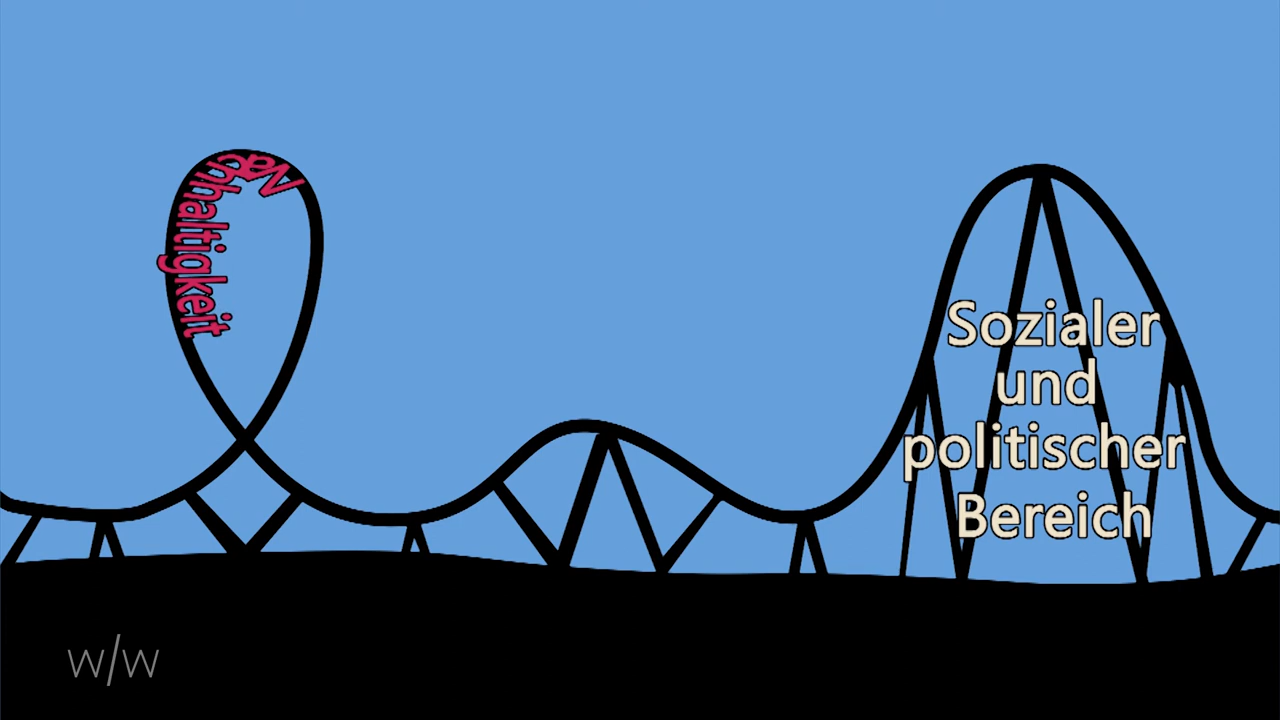 Nachhaltigkeit
Sozialer
und
politischer
Bereich
w/w